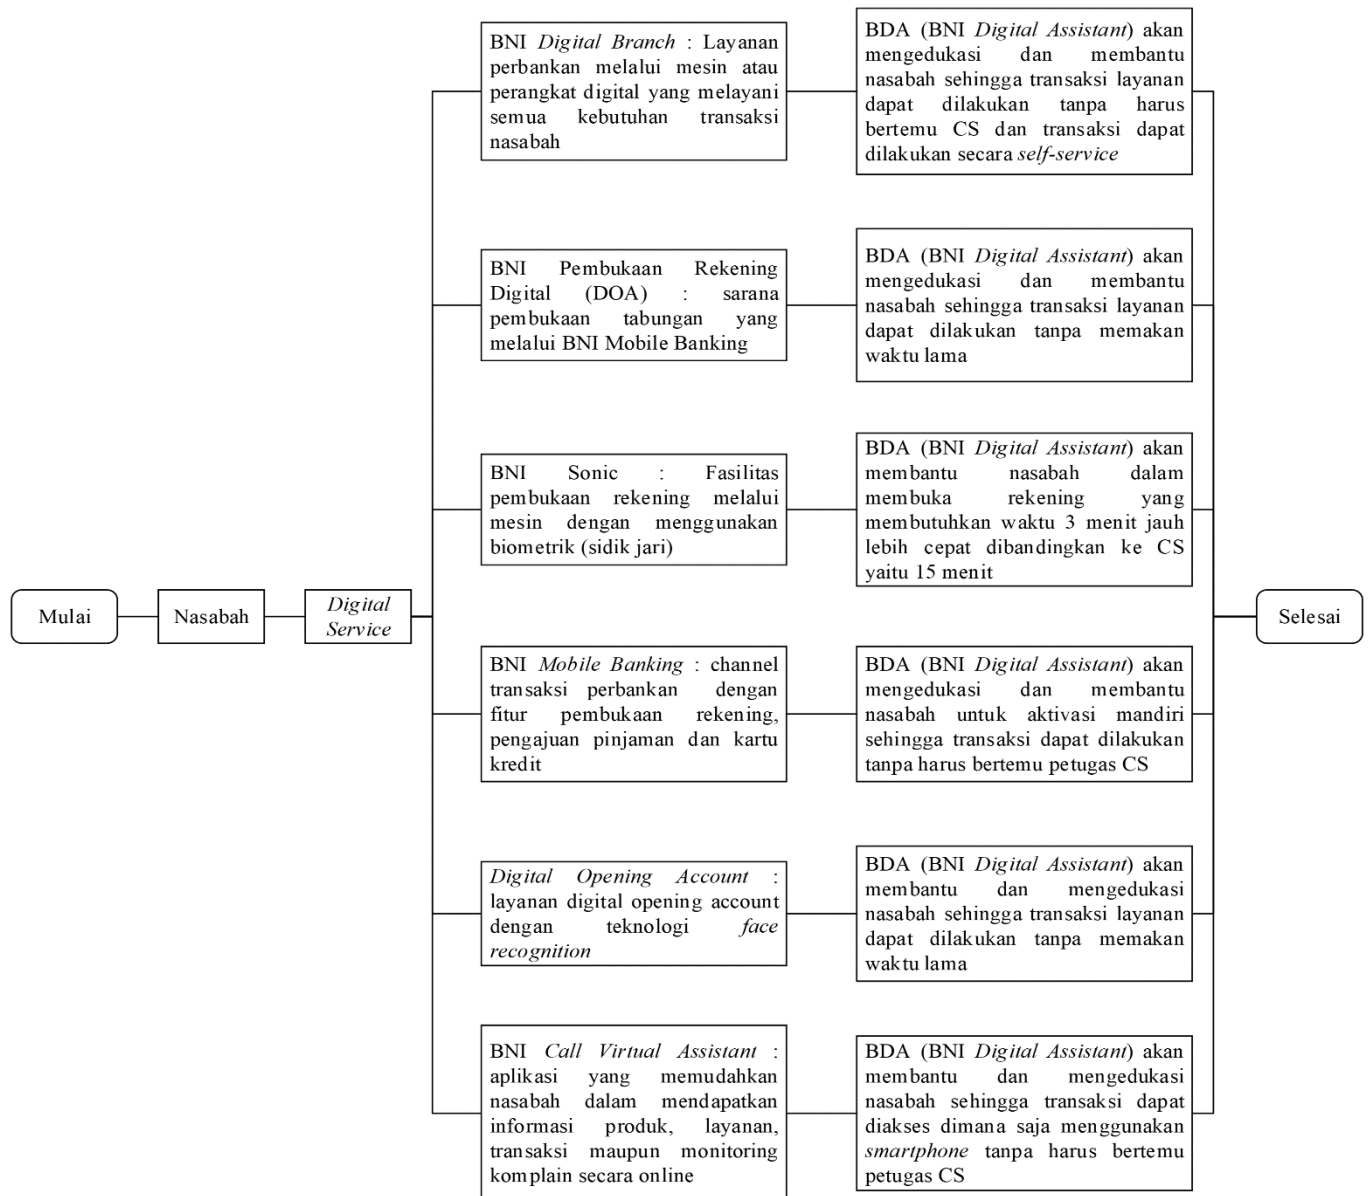 Mulai
Nasabah
Digital
Service
BNI Digital Branch : Layanan
perbankan melalui mesin atau
perangkat digital yang melayani
semua kebutuhan transaksi
nasabah
BDA (BNI Digital Assistant) akan
mengedukasi dan membantu
nasabah sehingga transaksi layanan
dapat dilakukan tanpa harus
bertemu CS dan transaksi dapat
dilakukan secara self-service
BNI Pembukaan Rekening
Digital (DOA) : sarana
pembukaan tabungan yang
melalui BNI Mobile Banking
BDA (BNI Digital Assistant) akan
mengedukasi dan membantu
nasabah sehingga transaksi layanan
dapat dilakukan tanpa memakan
waktu lama
BNI Sonic : Fasilitas
pembukaan rekening melalui
mesin dengan menggunakan
biometrik (sidik jari)
BDA (BNI Digital Assistant) akan
membantu nasabah dalam
membuka rekening yang
membutuhkan waktu 3 menit jauh
lebih cepat dibandingkan ke CS
yaitu 15 menit
BNI Mobile Banking : channel
transaksi perbankan dengan
fitur pembukaan rekening,
pengajuan pinjaman dan kartu
kredit
BDA (BNI Digital Assistant) akan
mengedukasi dan membantu
nasabah untuk aktivasi mandiri
sehingga transaksi dapat dilakukan
tanpa harus bertemu petugas CS
Digital Opening Account :
layanan digital opening account
dengan teknologi face
recognition
BDA (BNI Digital Assistant) akan
membantu dan mengedukasi
nasabah sehingga transaksi layanan
dapat dilakukan tanpa memakan
waktu lama
BNI Call Virtual Assistant :
aplikasi yang memudahkan
nasabah dalam mendapatkan
informasi produk, layanan,
transaksi maupun monitoring
komplain secara online
BDA (BNI Digital Assistant) akan
membantu dan mengedukasi
nasabah sehingga transaksi dapat
diakses dimana saja menggunakan
smartphone tanpa harus bertemu
petugas CS
Selesai